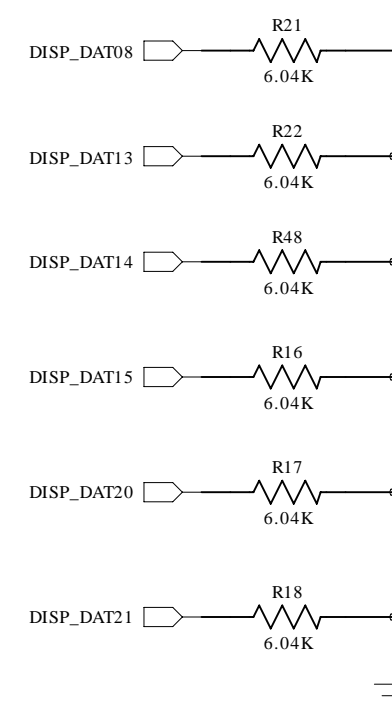 R21
DISP_DAT08
6.04K
R22
DISP_DAT13
6.04K
R48
DISP_DAT14
6.04K
R16
DISP_DAT15
6.04K
R17
DISP_DAT20
6.04K
R18
DISP_DAT21
6.04K